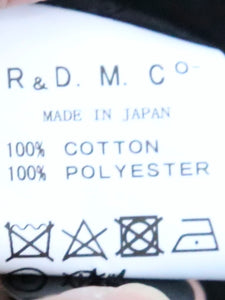 R & D. M. Co-
MADE IN JAPAN
100% COTTON
100% POLYESTER